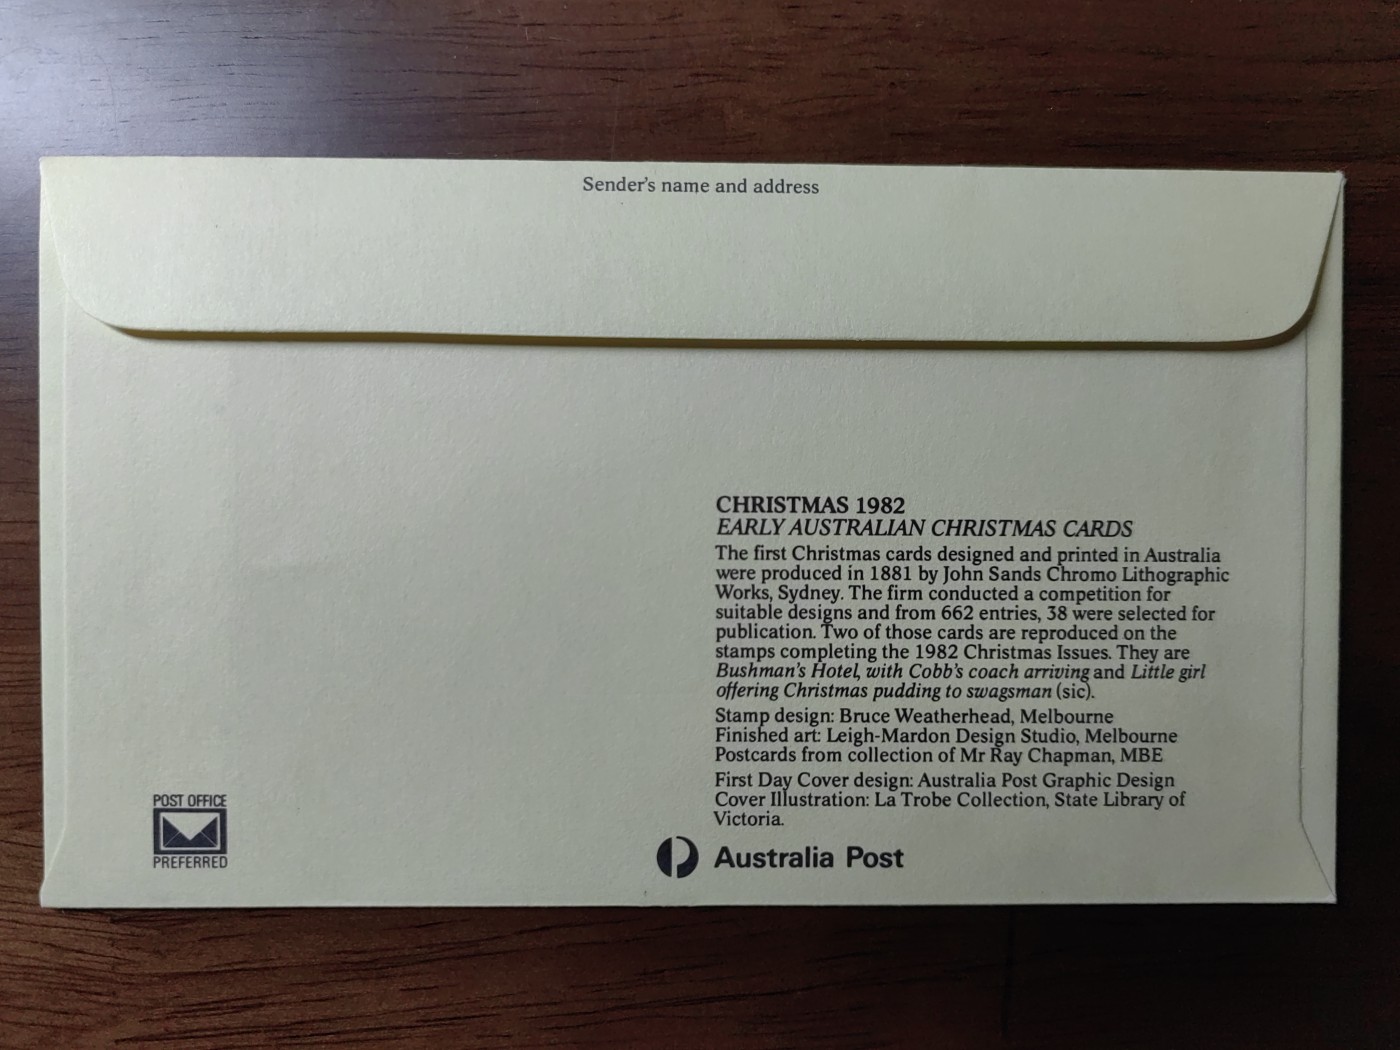 Sender's name and address
CHRISTMAS 1982
EARLY AUSTRALIAN CHRISTMAS CARDS
The first Christmas cards designed and printed in Australia
were produced in 1881 by John Sands Chromo Lithographic
Works, Sydney. The firm conducted a competition for
suitable designs and from 662 entries, 38 were selected for
publication. Two of those cards are reproduced on the
stamps completing the 1982 Christmas Issues. They are
Bushman's Hotel, with Cobb's coach arriving and Little girl
offering Christmas pudding to swagsman (sic).
Stamp design: Bruce Weatherhead, Melbourne
Finished art: Leigh-Mardon Design Studio, Melbourne
Postcards from collection of Mr Ray Chapman, MBE
First Day Cover design: Australia Post Graphic Design
Cover Illustration: La Trobe Collection, State Library of
Victoria.
POST OFFICE
PREFERRED
Australia Post